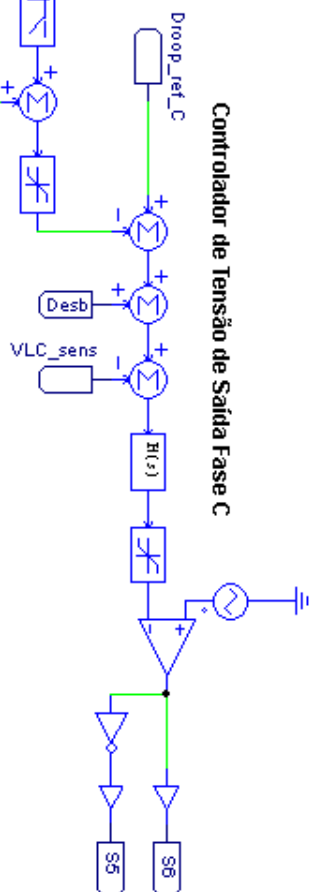 Controlador de Tensão de Saída Fase C
Droop_ref_C
+
+
+
-
+
+
Desb
+
-
VLC_sens
H(s)
-
+
S5
S6